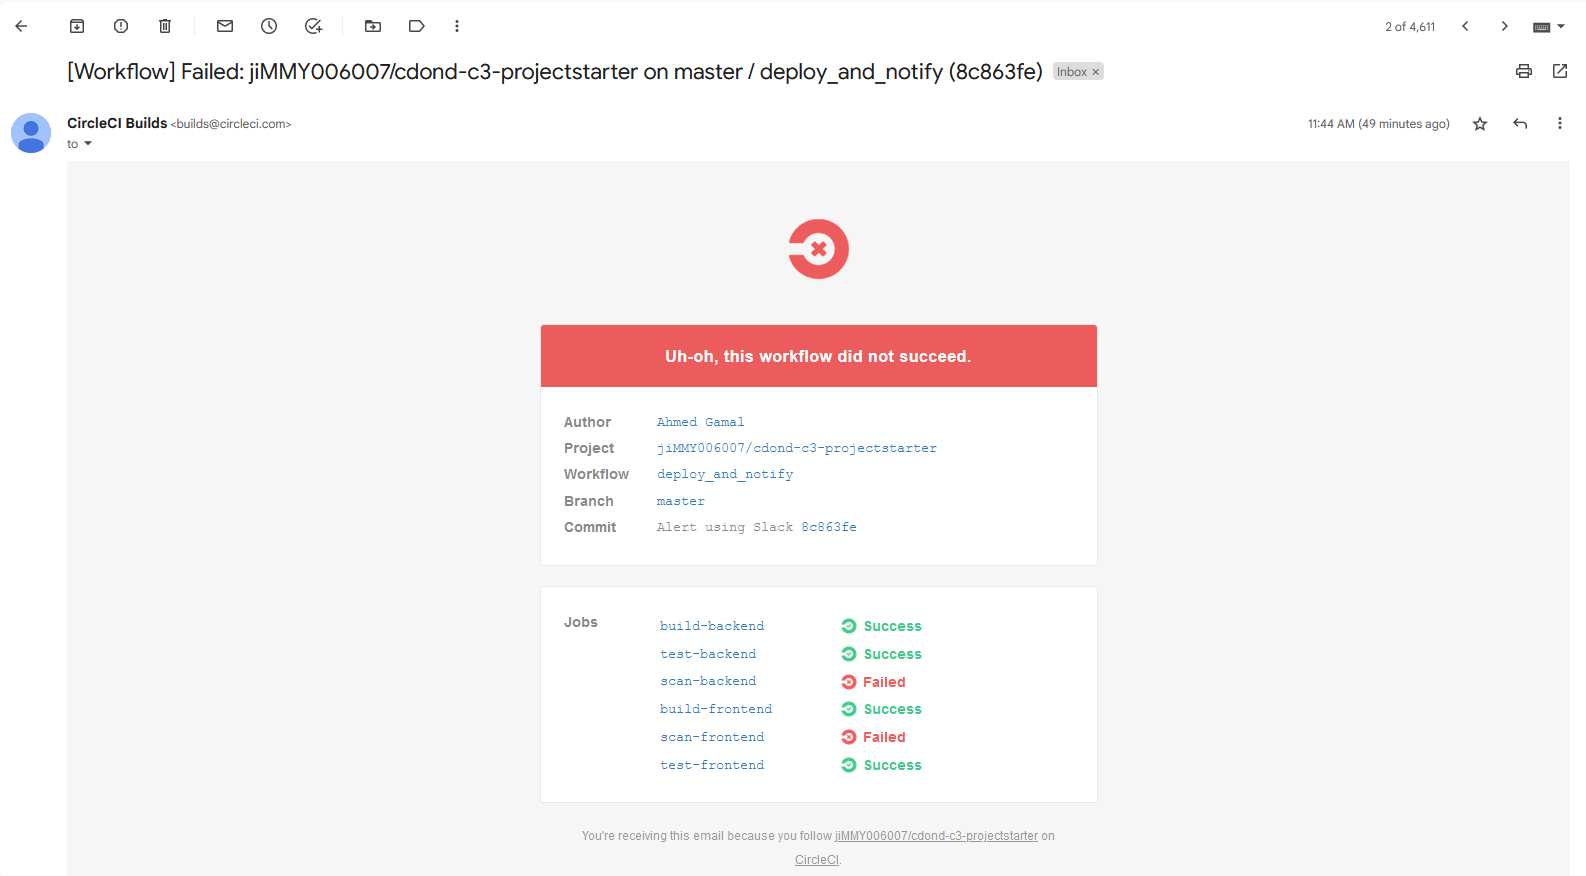 2 of 4,611
[Workflow] Failed: jiMMY006007/cdond-c3-projectstarter on master / deploy_and_notify (8c863fe) Inbox ×
CircleCI Builds <builds@circleci.com> 11:44 AM (49 minutes ago)
to
Uh-oh, this workflow did not succeed.
Author Ahmed Gamal
Project jiMMY006007/cdond-c3-projectstarter
Workflow deploy_and_notify
Branch master
Commit Alert using Slack 8c863fe
Jobs build-backend Success
test-backend Success
scan-backend Failed
build-frontend Success
scan-frontend Failed
test-frontend Success
You're receiving this email because you follow jiMMY006007/cdond-c3-projectstarter on
CircleCI.